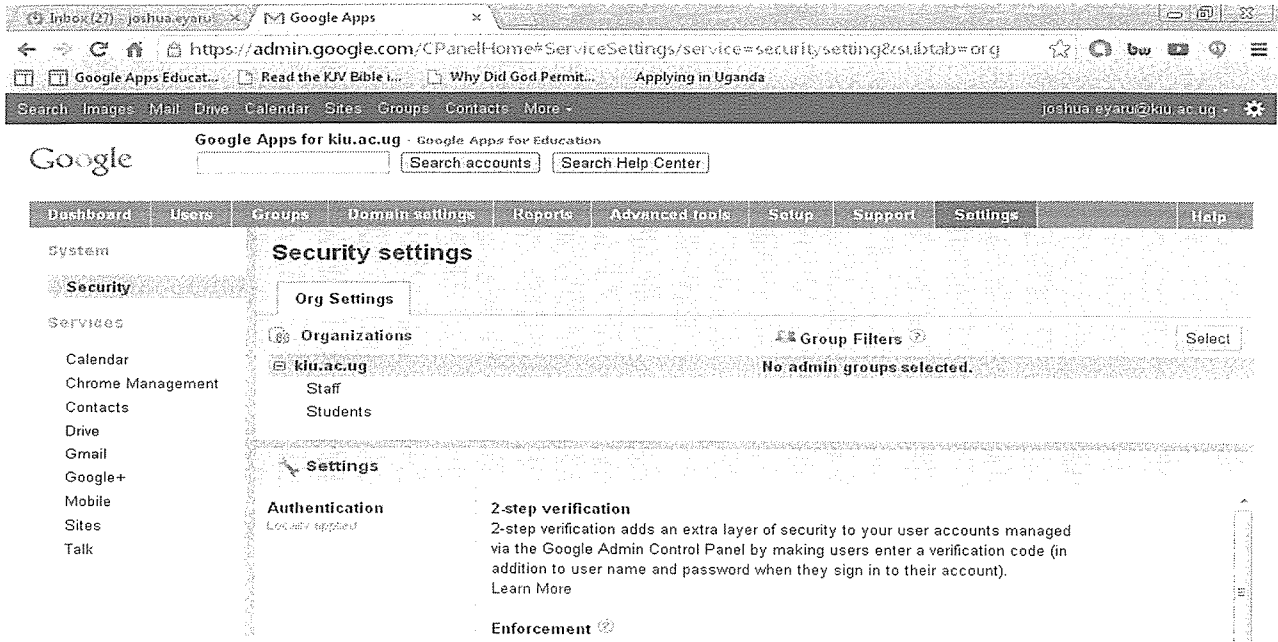 Inbox (27) - joshua.eyaru
Google Apps
https://admin.google.com/CPanelHome#ServiceSettings/service=securitysetting&subtab=org
Google Apps Educat... Read the KJV Bible i... Why Did God Permit... Applying in Uganda
Search Images Mail Drive Calendar Sites Groups Contacts More joshua.eyaru@kiu.ac.ug
Google Apps for kiu.ac.ug - Google Apps for Education
Google Search accounts Search Help Center
Dashboard Users Groups Domain settings Reports Advanced tools Setup Support Settings Help
System
Security
Services
Calendar
Chrome Management
Contacts
Drive
Gmail
Google+
Mobile
Sites
Talk
Security settings
Org Settings
Organizations
kiu.ac.ug
Staff
Students
Group Filters Select
No admin groups selected.
Settings
Authentication
Locally applied
2-step verification
2-step verification adds an extra layer of security to your user accounts managed
via the Google Admin Control Panel by making users enter a verification code (in
addition to user name and password when they sign in to their account).
Learn More
Enforcement